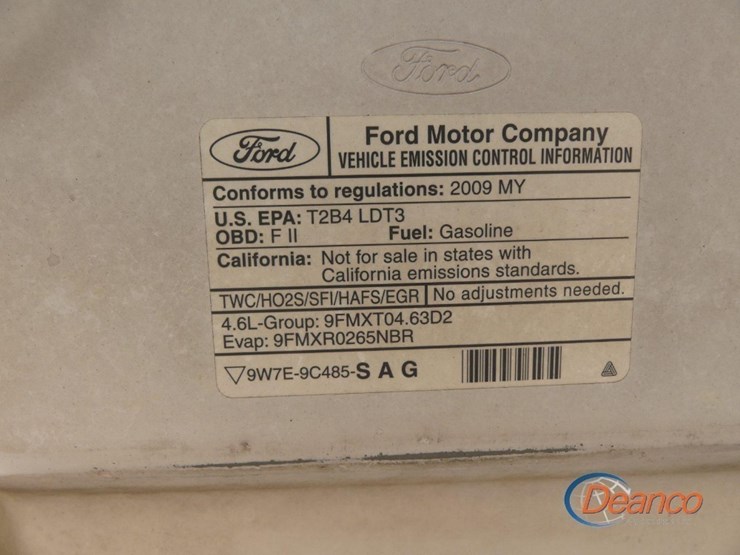 Ford
Ford
Ford Motor Company
VEHICLE EMISSION CONTROL INFORMATION
Conforms to regulations: 2009 MY
U.S. EPA: T2B4 LDT3
OBD: F II Fuel: Gasoline
California: Not for sale in states with
California emissions standards.
TWC/HO2S/SFI/HAFS/EGR No adjustments needed.
4.6L-Group: 9FMXT04.63D2
Evap: 9FMXR0265NBR
9W7E-9C485-S A G
Deanco